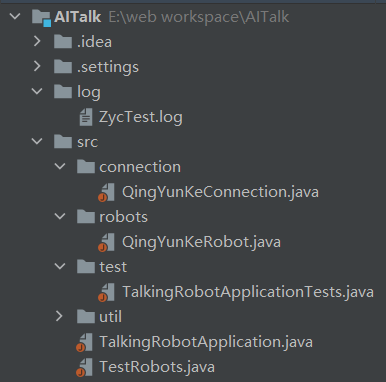 AITalk E:\web workspace\AITalk
.idea
.settings
log
ZycTest.log
src
connection
QingYunKeConnection.java
robots
QingYunKeRobot.java
test
TalkingRobotApplicationTests.java
util
TalkingRobotApplication.java
TestRobots.java